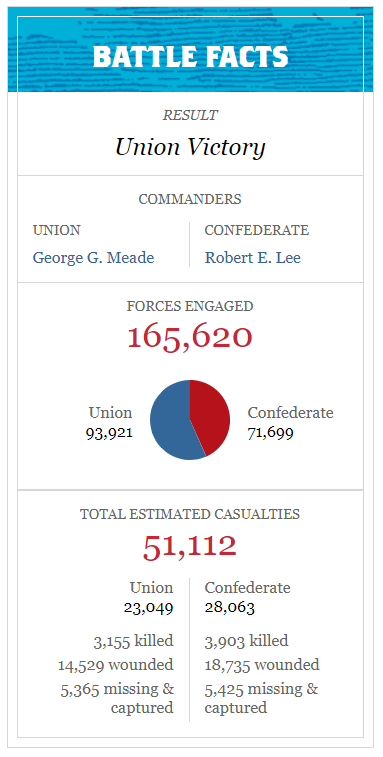 BATTLE FACTS
RESULT
Union Victory
COMMANDERS
UNION
George G. Meade
CONFEDERATE
Robert E. Lee
FORCES ENGAGED
165,620
Union
93,921
Confederate
71,699
TOTAL ESTIMATED CASUALTIES
51,112
Union
23,049
3,155 killed
14,529 wounded
5,365 missing &
captured
Confederate
28,063
3,903 killed
18,735 wounded
5,425 missing &
captured